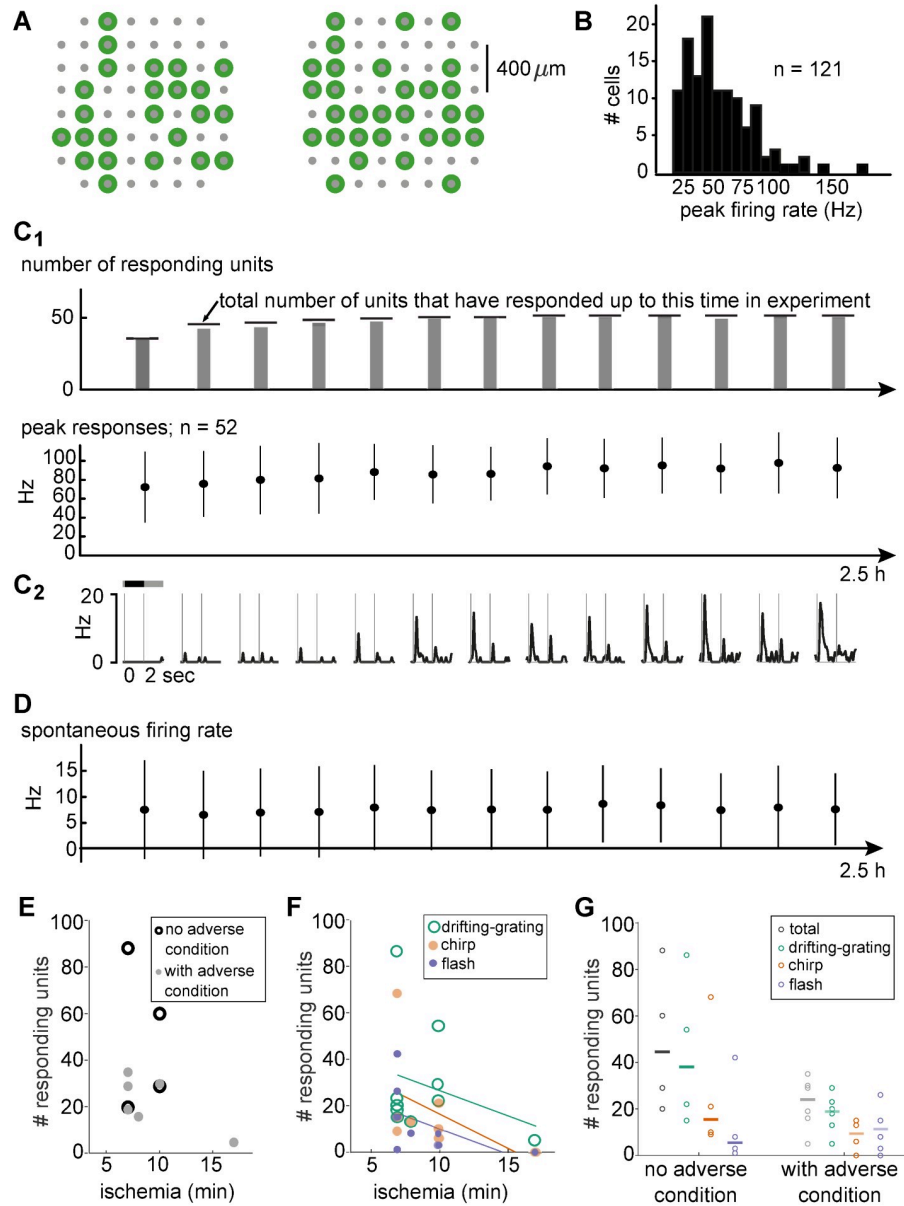 A
400 μm
B
# cells
20
15
10
5
0
n = 121
25 50 75 100 150
peak firing rate (Hz)
C1
number of responding units
total number of units that have responded up to this time in experiment
50
0
peak responses; n = 52
Hz
100
80
60
40
20
0
2.5 h
C2
Hz
20
0
0 2 sec
D
spontaneous firing rate
Hz
15
10
5
0
2.5 h
E
# responding units
100
80
60
40
20
0
no adverse
condition
with adverse
condition
5 10 15
ischemia (min)
F
# responding units
100
80
60
40
20
0
drifting-grating
chirp
flash
5 10 15
ischemia (min)
G
# responding units
100
80
60
40
20
0
total
drifting-grating
chirp
flash
no adverse
condition
with adverse
condition